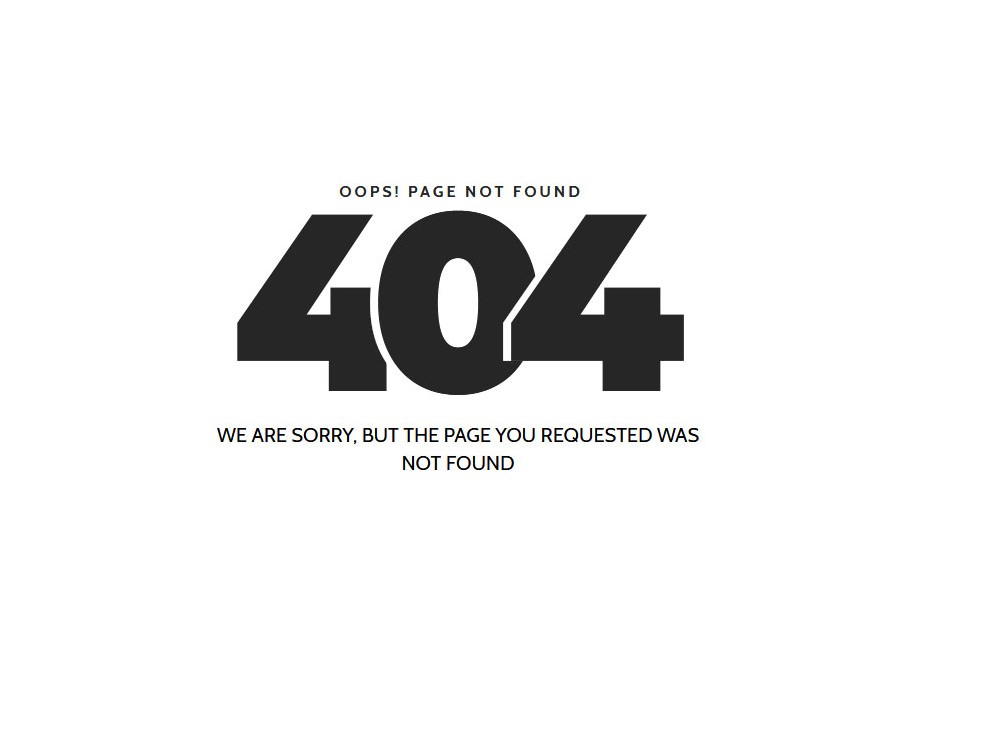 OOPS! PAGE NOT FOUND
404
WE ARE SORRY, BUT THE PAGE YOU REQUESTED WAS
NOT FOUND